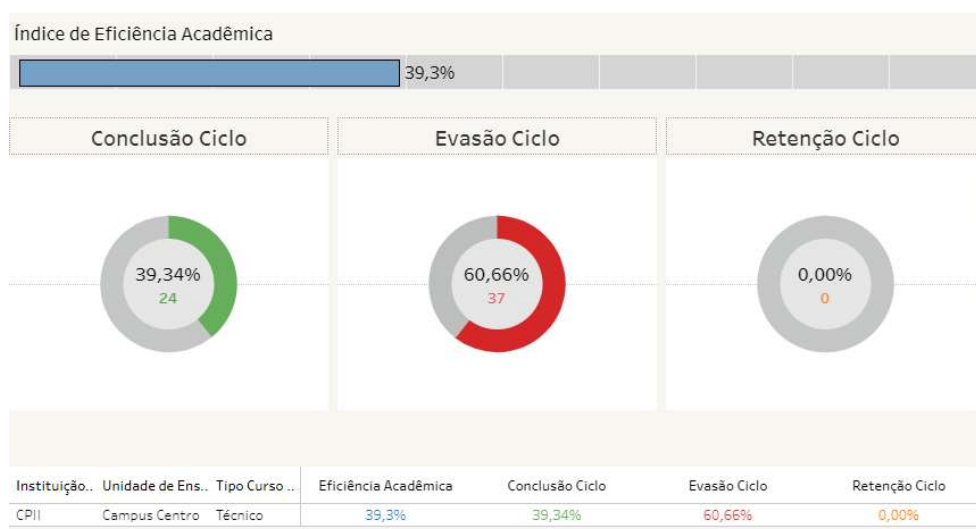 Índice de Eficiência Acadêmica
39,3%
Conclusão Ciclo Evasão Ciclo Retenção Ciclo
39,34% 60,66% 0,00%
24 37 0
Instituição.. Unidade de Ens.. Tipo Curso .. Eficiência Acadêmica Conclusão Ciclo Evasão Ciclo Retenção Ciclo
CPII Campus Centro Técnico 39,3% 39,34% 60,66% 0,00%